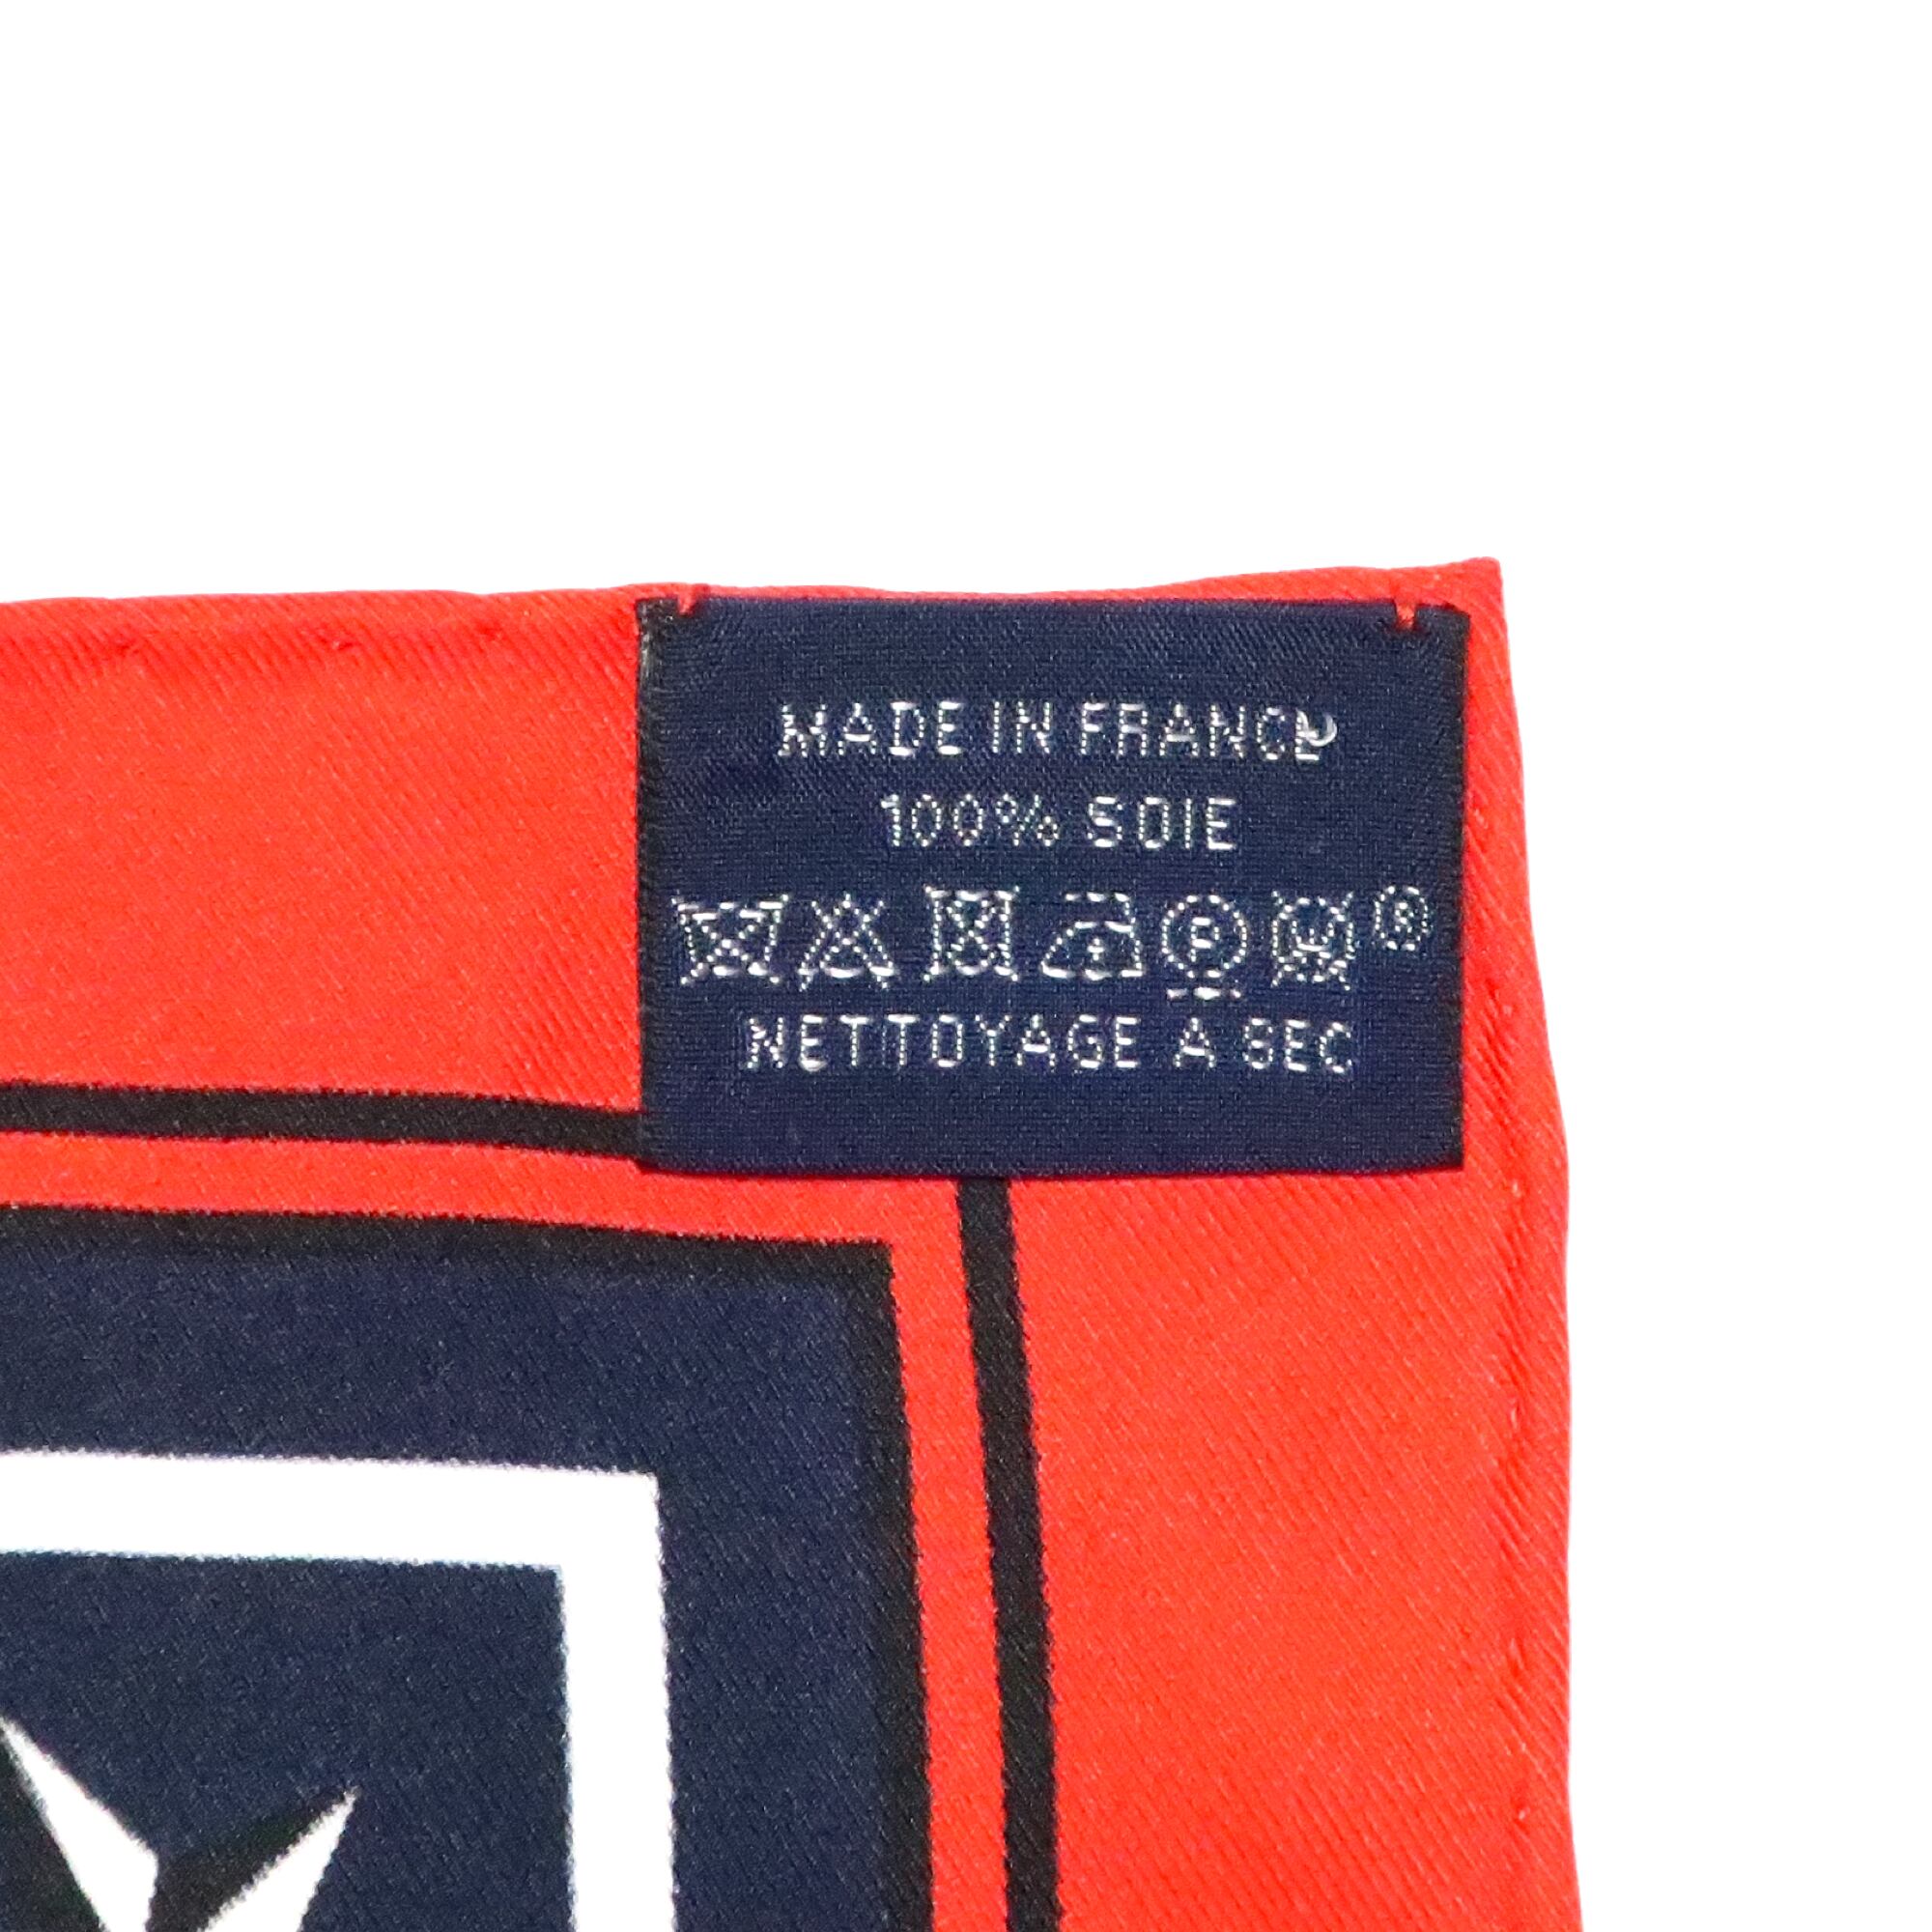 MADE IN FRANCE
100% SOIE
P W ®
NETTOYAGE A SEC